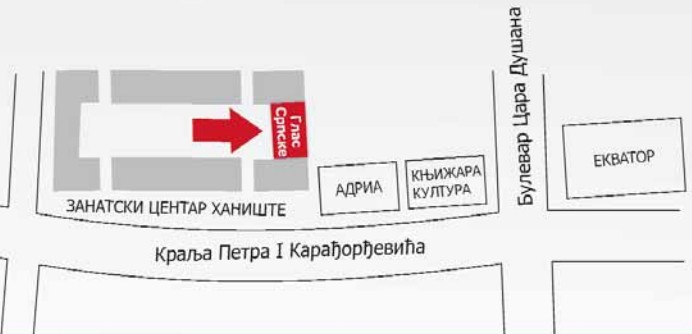 Булевар Цара Душана
Глас
Српске
ЕКВАТОР
АДРИА
КЊИЖАРА
КУЛТУРА
ЗАНАТСКИ ЦЕНТАР ХАНИШТЕ
Краља Петра I Карађорђевића